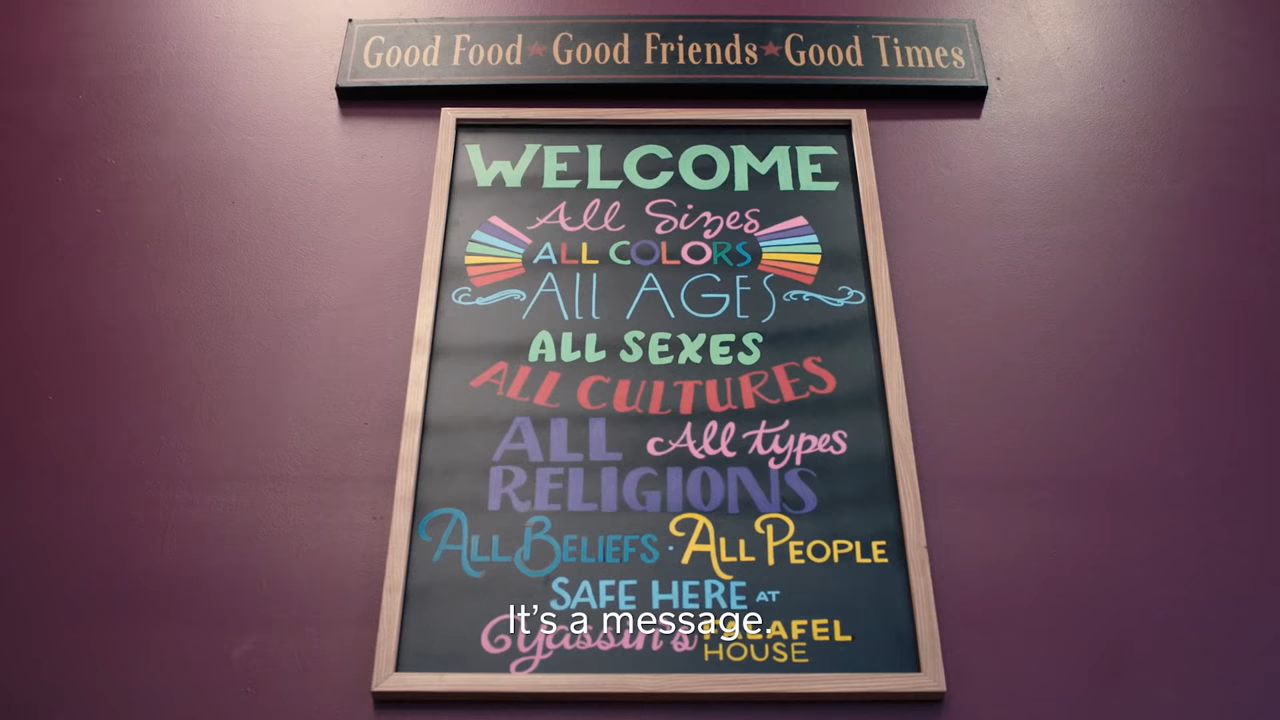 Good Food ★ Good Friends ★ Good Times
WELCOME
All Sizes
ALL COLORS
All AGES
ALL SEXES
ALL CULTURES
ALL All types
RELIGIONS
ALL BELIEFS · ALL PEOPLE
SAFE HERE AT
It's a message.
Yassin's FALAFEL
HOUSE